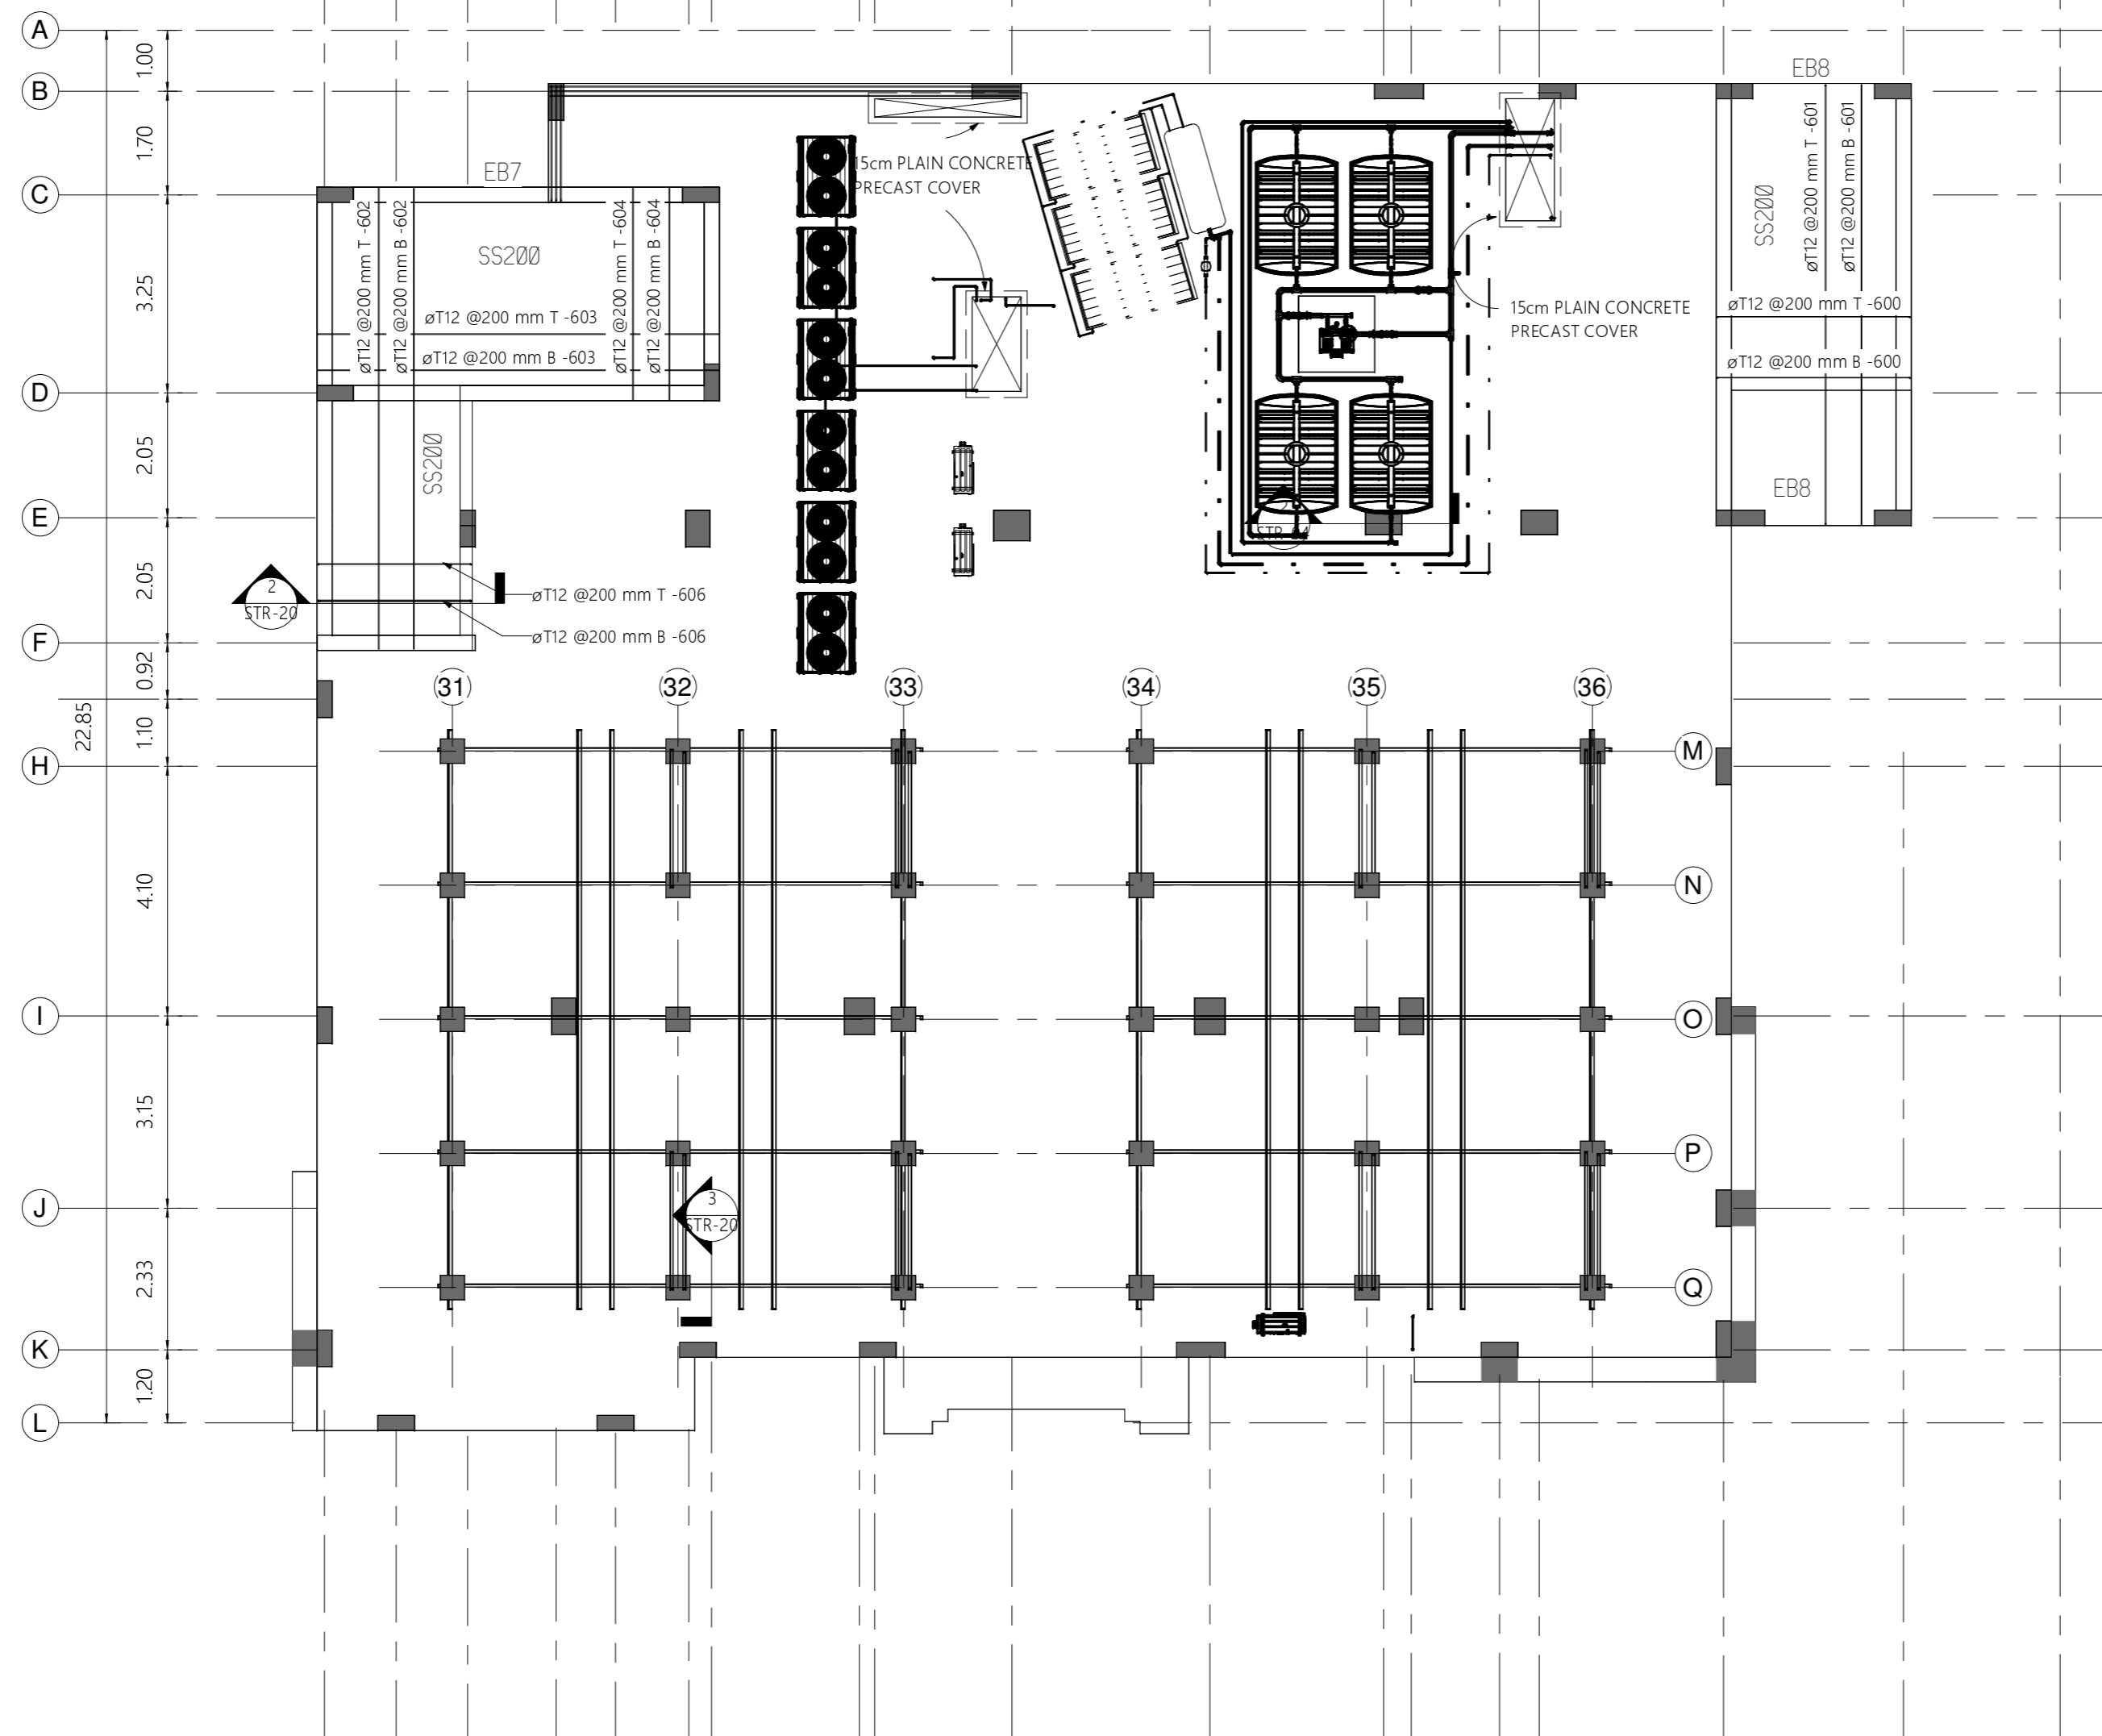 A
1.00
B
EB8
1.70
EB7
15cm PLAIN CONCRETE
PRECAST COVER
C
øT12 @200 mm T -602
øT12 @200 mm B -602
SS200
øT12 @200 mm T -603
øT12 @200 mm B -603
øT12 @200 mm T -604
øT12 @200 mm B -604
3.25
15cm PLAIN CONCRETE
PRECAST COVER
SS200
øT12 @200 mm T -601
øT12 @200 mm B -601
øT12 @200 mm T -600
øT12 @200 mm B -600
D
2.05
SS200
EB8
E
2
2.05
2
STR-20
øT12 @200 mm T -606
øT12 @200 mm B -606
F
0.92
31
32
33
34
35
36
22.85
1.10
M
H
4.10
N
I
O
3.15
P
J
3
STR-20
2.33
Q
K
1.20
L